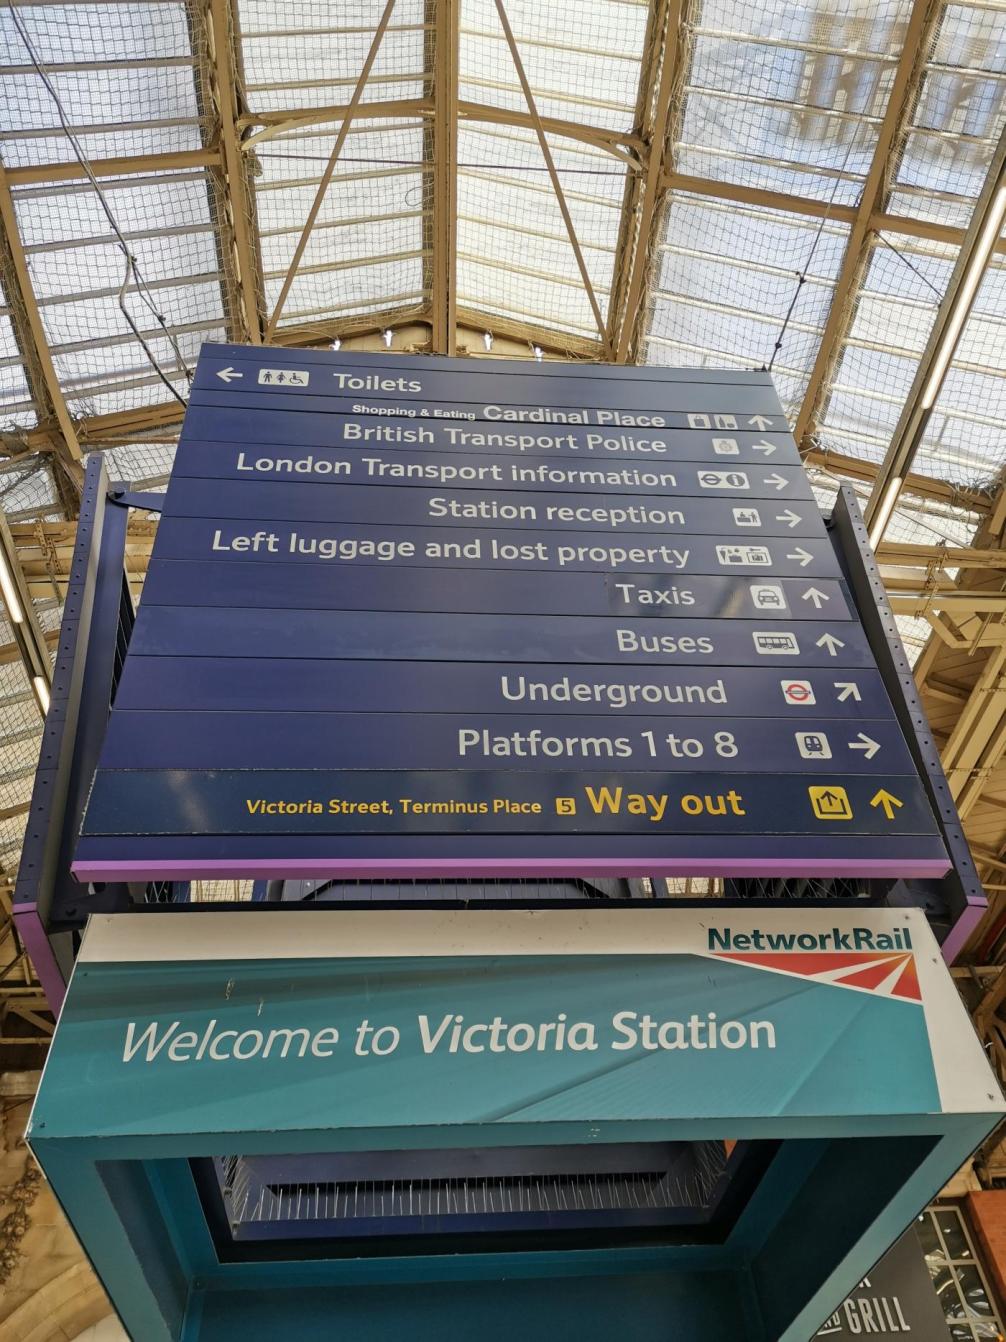 Toilets
Shopping & Eating Cardinal Place
British Transport Police
London Transport information
Station reception
Left luggage and lost property
Taxis
Buses
Underground
Platforms 1 to 8
Victoria Street, Terminus Place 5 Way out
NetworkRail
Welcome to Victoria Station
GRILL